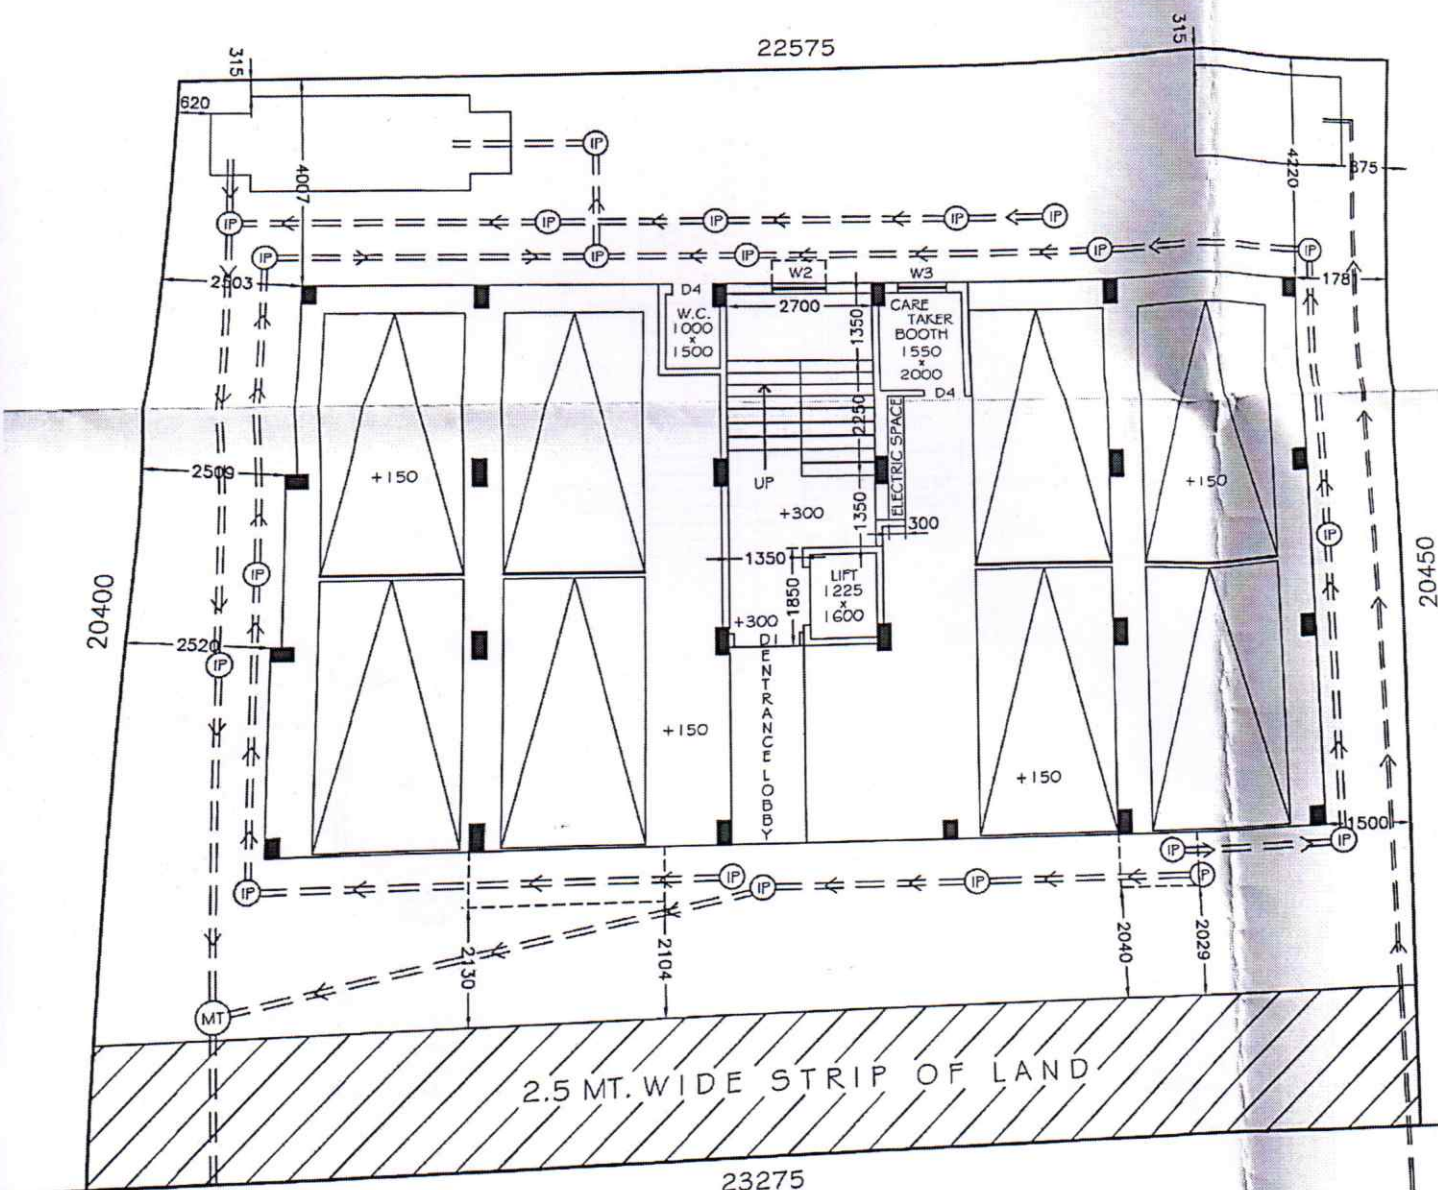 22575
315
315
620
IP
4007
4220
875
IP
IP
IP
IP
IP
IP
IP
IP
IP
IP
2503
D4
W2
W3
178
W.C.
1000
x
1500
2700
1350
CARE
TAKER
BOOTH
1550
x
2000
D4
2250
ELECTRIC SPACE
2509
+150
+150
UP
+300
1350
300
IP
IP
1350
1850
LIFT
1225
x
1600
20400
20450
+300
D1
2520
IP
ENTRANCE LOBBY
+150
+150
1500
IP
IP
IP
IP
IP
IP
IP
2130
2104
2040
2029
MT
2.5 MT. WIDE STRIP OF LAND
23275